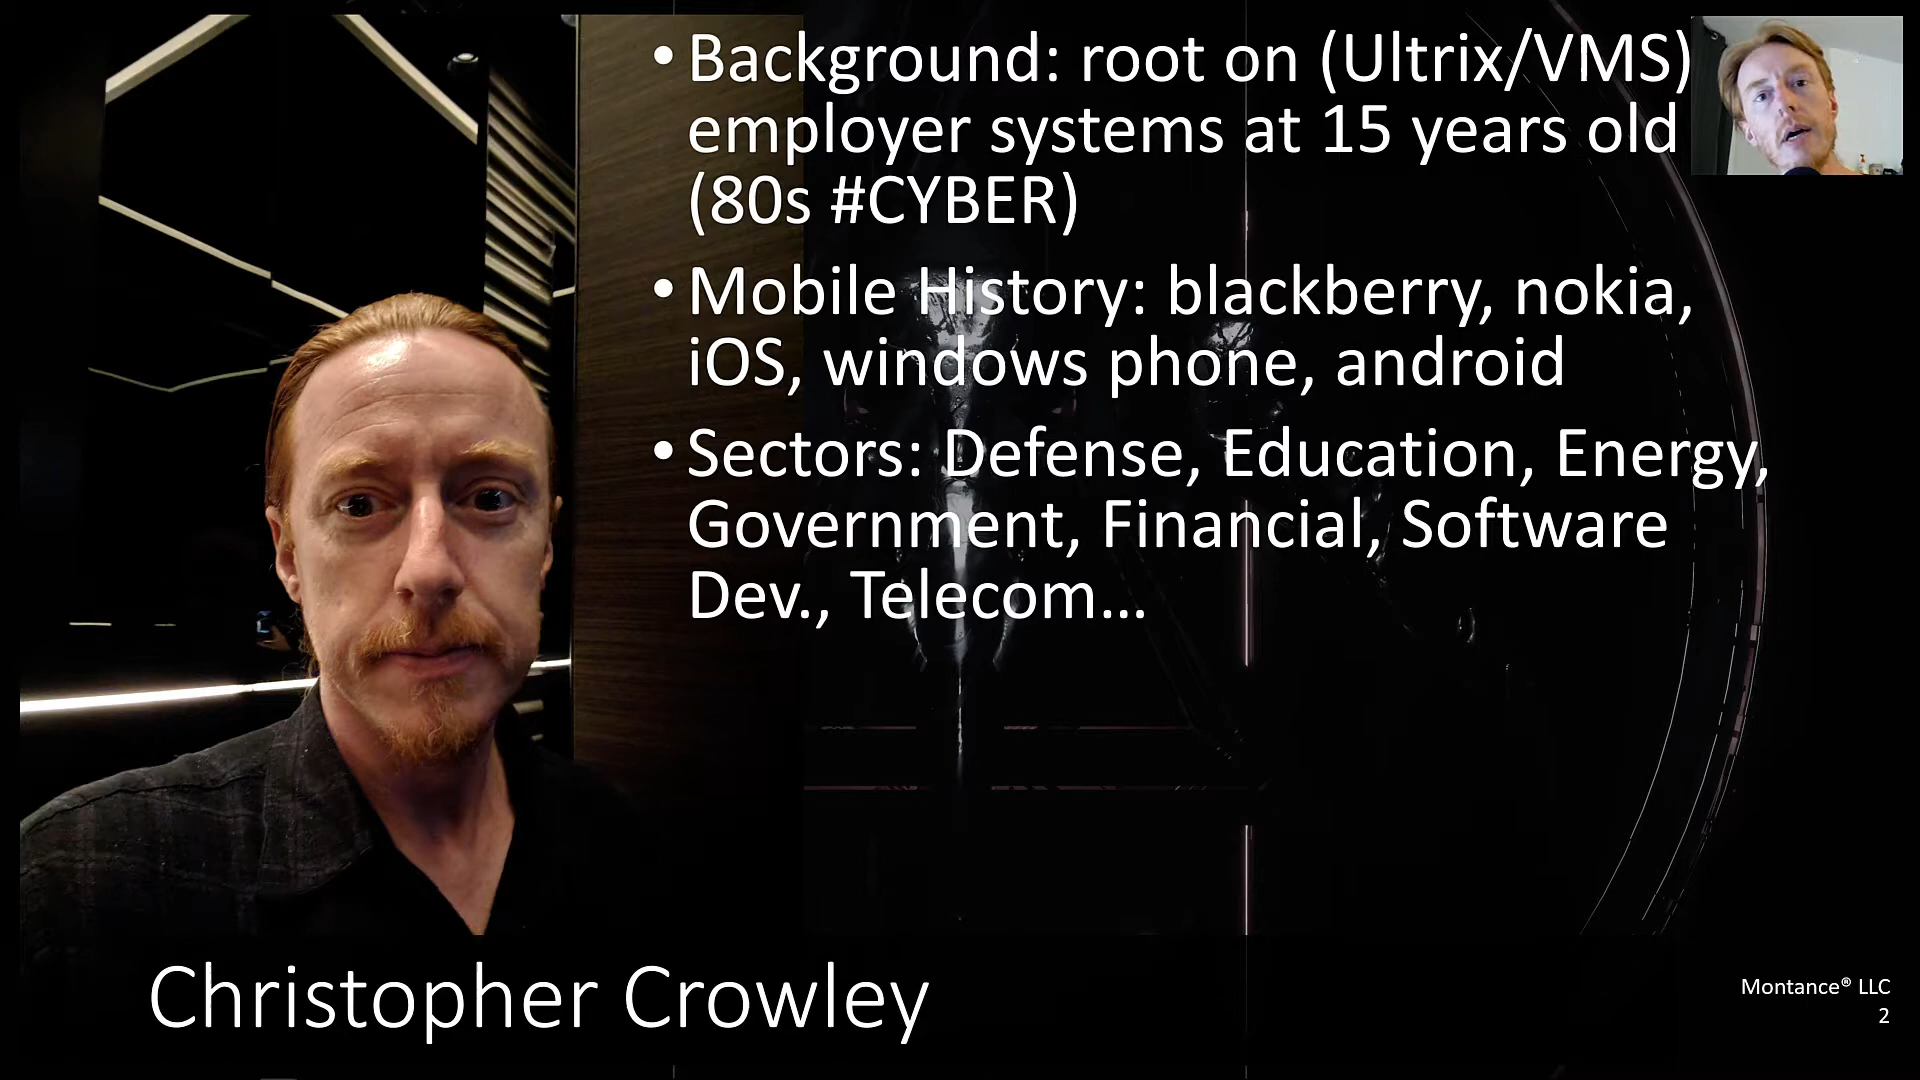 • Background: root on (Ultrix/VMS)
employer systems at 15 years old
(80s #CYBER)
• Mobile History: blackberry, nokia,
iOS, windows phone, android
• Sectors: Defense, Education, Energy,
Government, Financial, Software
Dev., Telecom...
Christopher Crowley
Montance® LLC
2